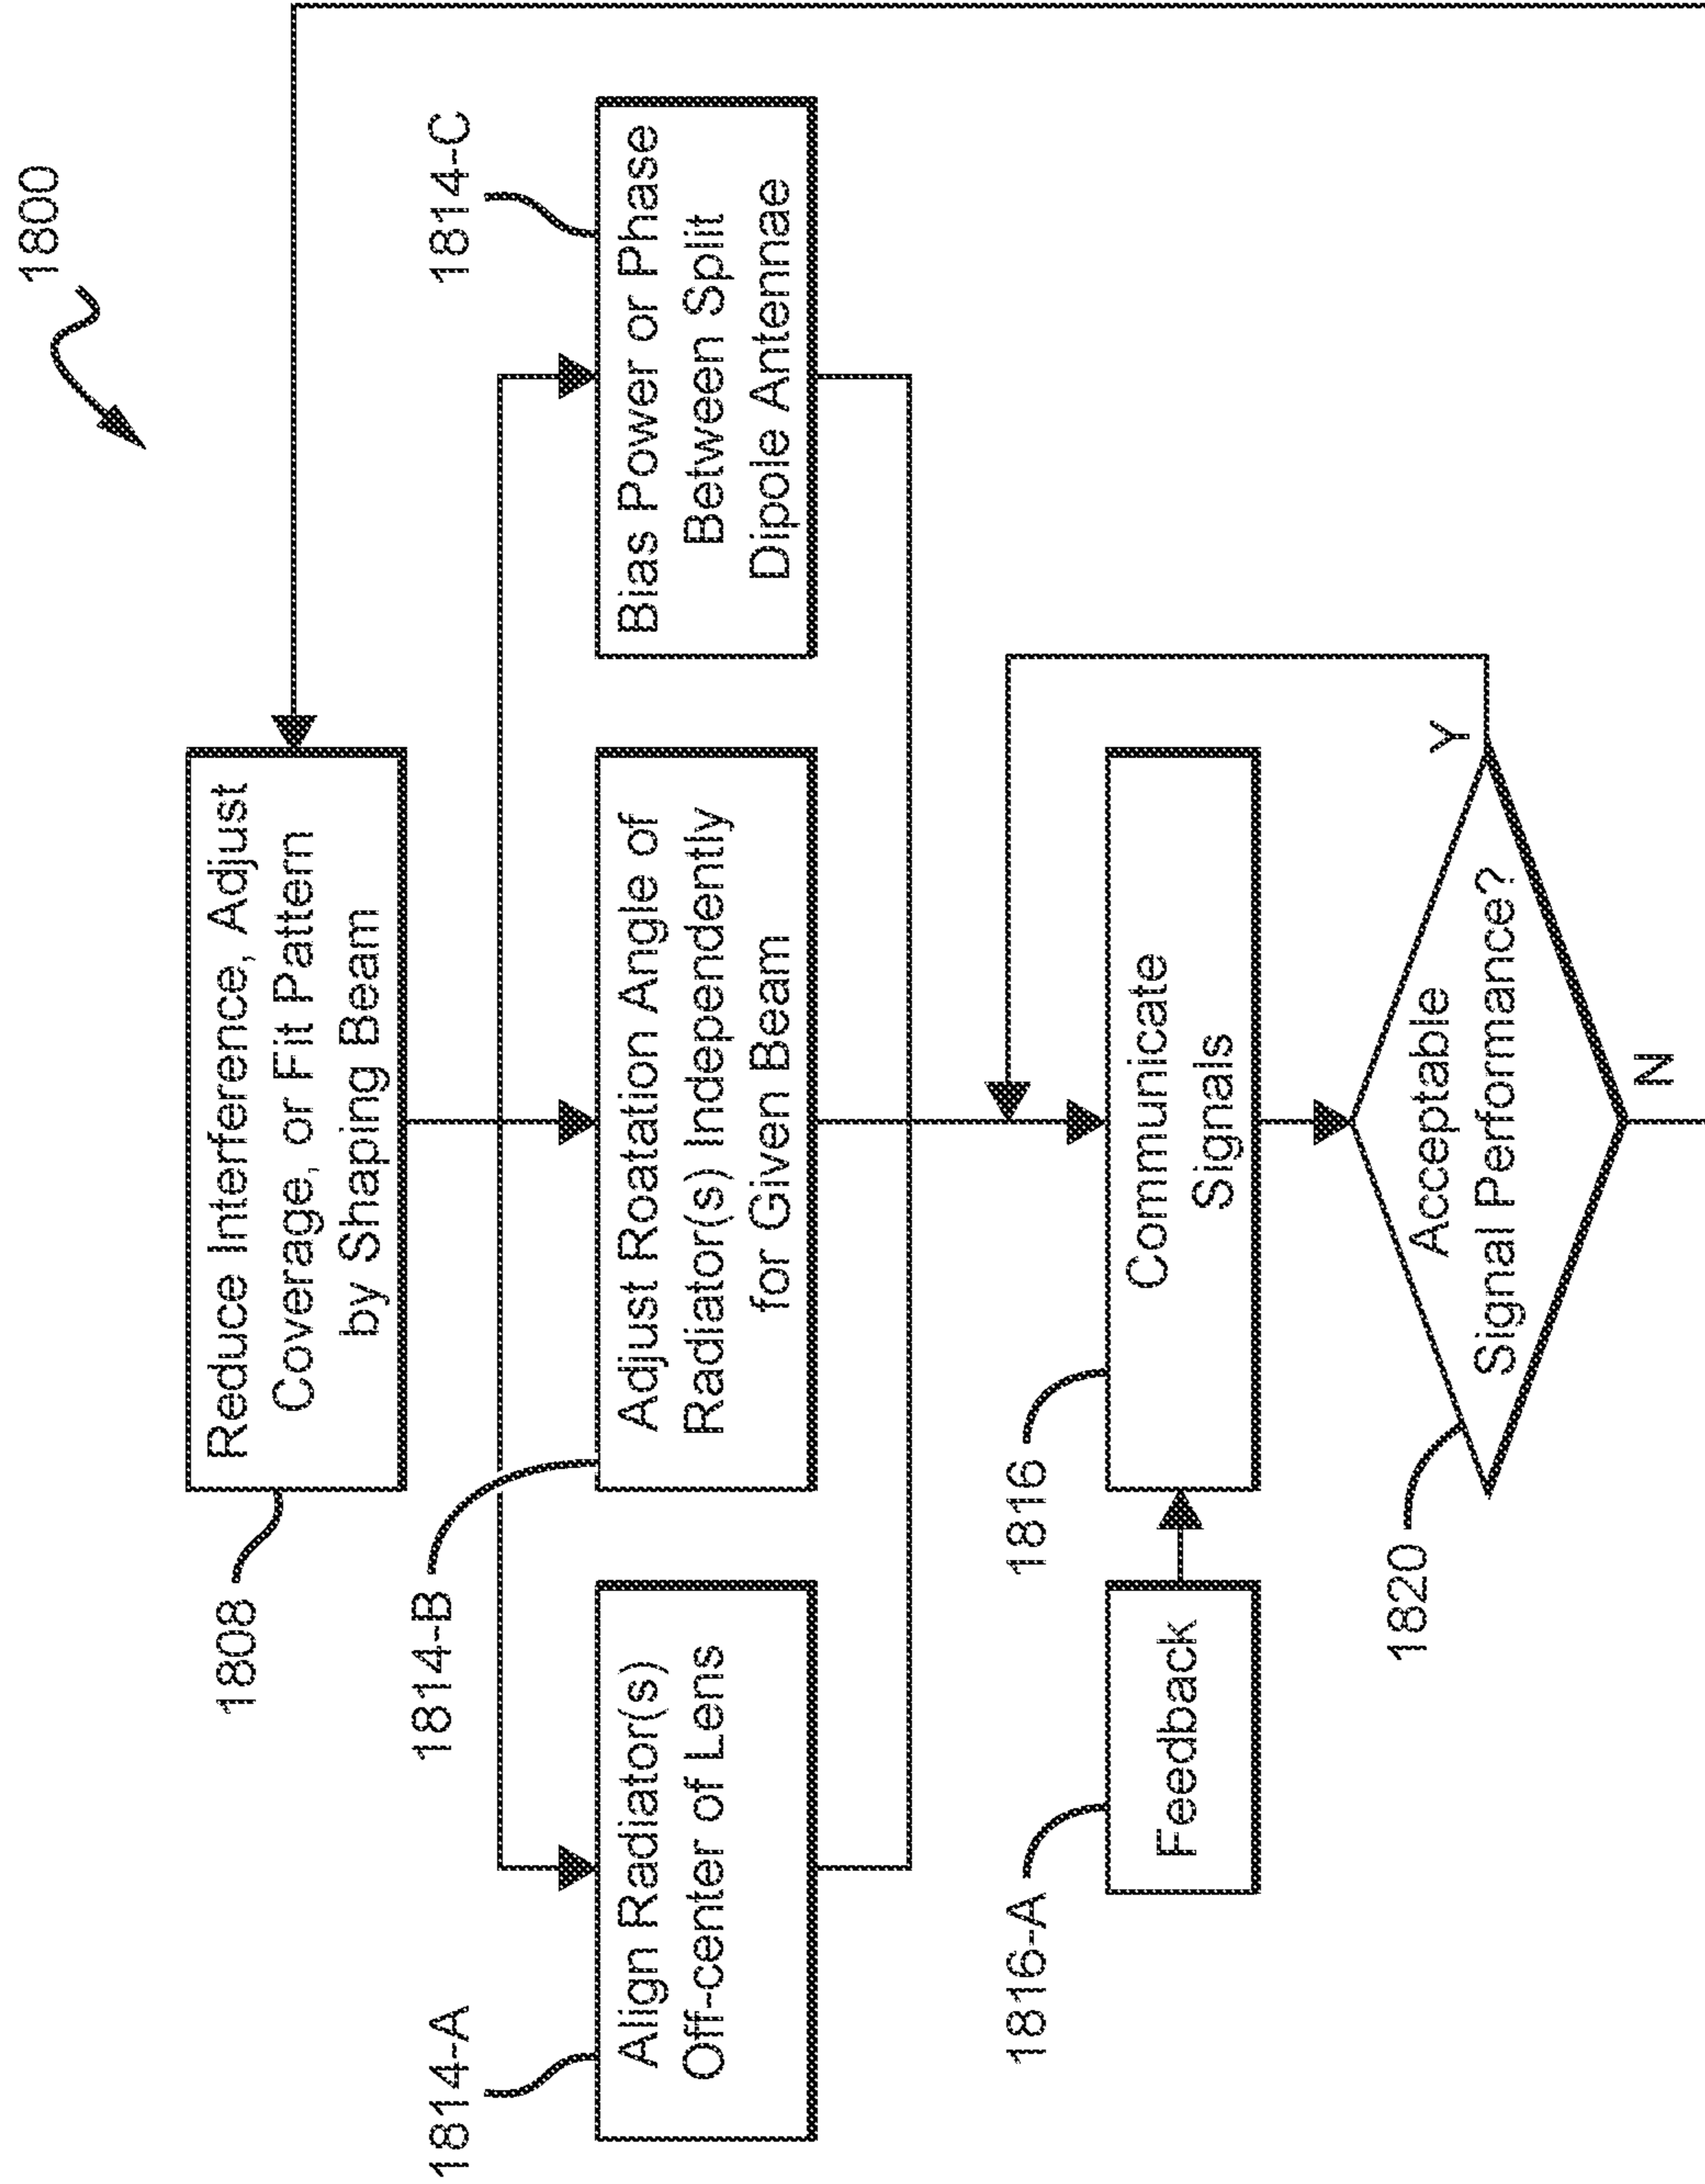 1800
1808
Reduce Interference, Adjust
Coverage, or Fit Pattern
by Shaping Beam
1814-A
Align Radiator(s)
Off-center of Lens
1814-B
Adjust Roatation Angle of
Radiator(s) Independently
for Given Beam
1814-C
Bias Power or Phase
Between Split
Dipole Antennae
1816-A
Feedback
1816
Communicate
Signals
1820
Acceptable
Signal Performance?
Y
N